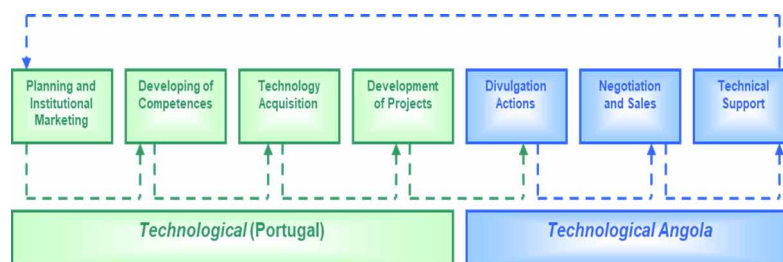 Planning and
Institutional
Marketing
Developing of
Competences
Technology
Acquisition
Development
of Projects
Divulgation
Actions
Negotiation
and Sales
Technical
Support
Technological (Portugal)
Technological Angola